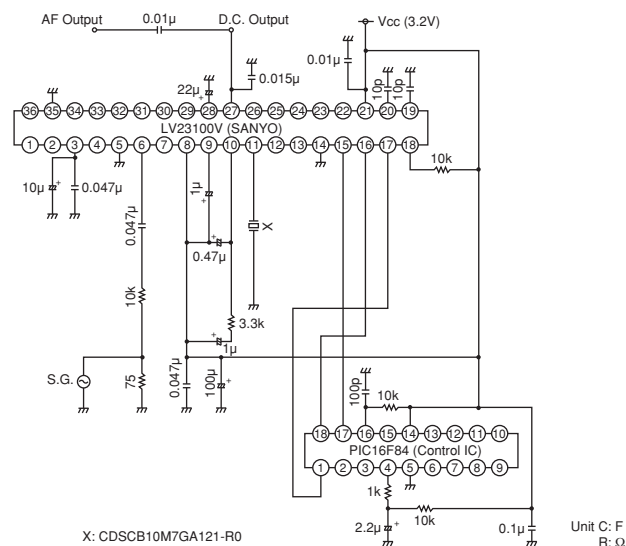 AF Output 0.01µ D.C. Output Vcc (3.2V)
0.01µ
0.015µ
22µ + 10p 10p
36 35 34 33 32 31 30 29 28 27 26 25 24 23 22 21 20 19
LV23100V (SANYO)
1 2 3 4 5 6 7 8 9 10 11 12 13 14 15 16 17 18
10k
10µ + 0.047µ
1µ +
0.047µ
X
+
0.47µ
10k
3.3k
+
1µ
S.G. 75 0.047µ 100µ +
100p 10k
18 17 16 15 14 13 12 11 10
PIC16F84 (Control IC)
1 2 3 4 5 6 7 8 9
1k
10k
2.2µ + 0.1µ
X: CDSCB10M7GA121-R0
Unit C: F
R: Ω